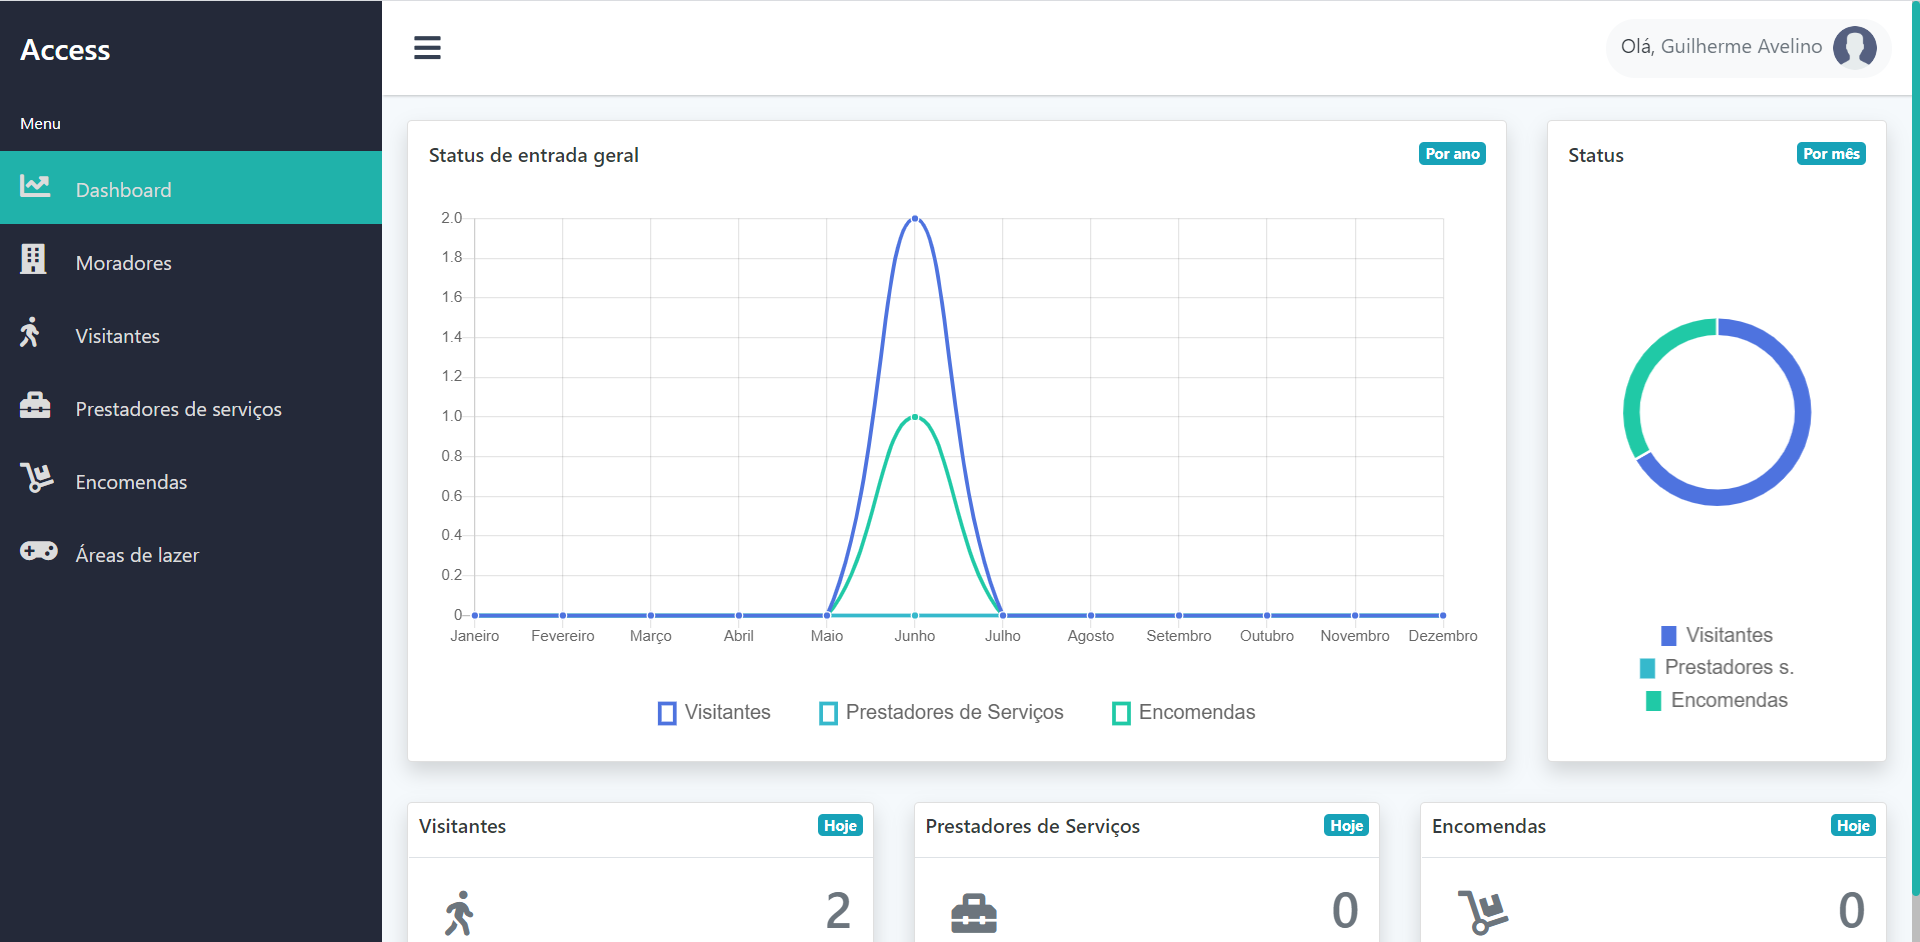 Access
Olá, Guilherme Avelino
Menu
Dashboard
Moradores
Visitantes
Prestadores de serviços
Encomendas
Áreas de lazer
Status de entrada geral
Por ano
2.0
1.8
1.6
1.4
1.2
1.0
0.8
0.6
0.4
0.2
0
Janeiro Fevereiro Março Abril Maio Junho Julho Agosto Setembro Outubro Novembro Dezembro
Visitantes Prestadores de Serviços Encomendas
Status
Por mês
Visitantes
Prestadores s.
Encomendas
Visitantes
Hoje
2
Prestadores de Serviços
Hoje
0
Encomendas
Hoje
0